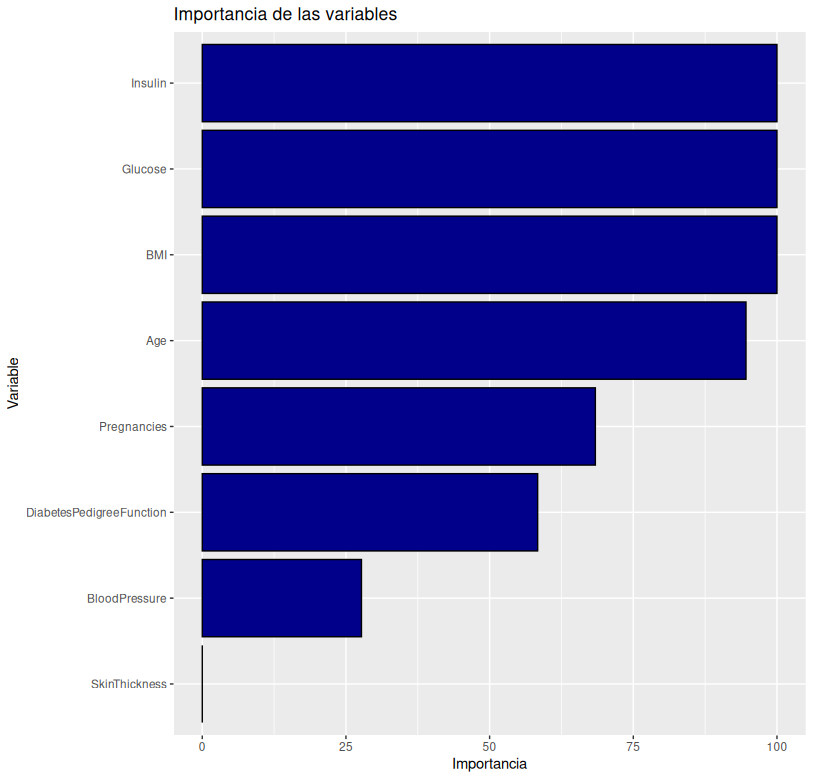 Importancia de las variables
Variable
Insulin
Glucose
BMI
Age
Pregnancies
DiabetesPedigreeFunction
BloodPressure
SkinThickness
0 25 50 75 100
Importancia